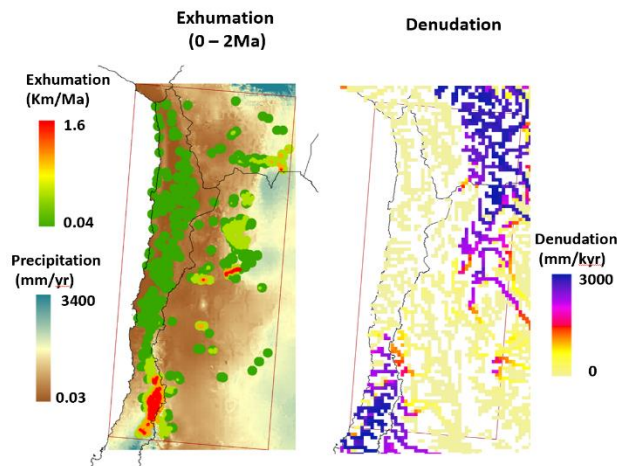 Exhumation
(0 – 2Ma)
Denudation
Exhumation
(Km/Ma)
1.6
0.04
Precipitation
(mm/yr)
3400
0.03
Denudation
(mm/kyr)
3000
0